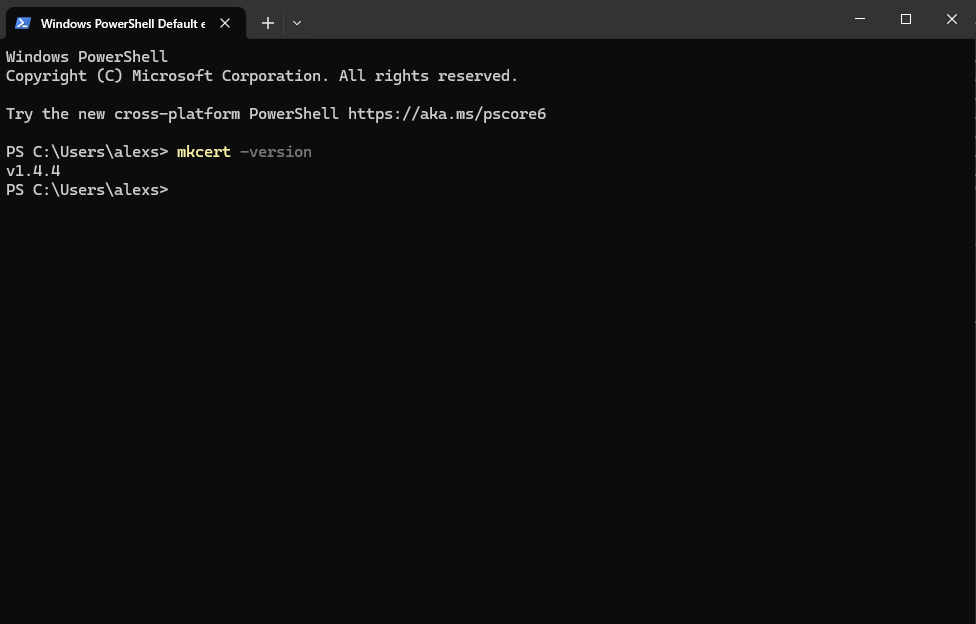 Windows PowerShell Default e
Windows PowerShell
Copyright (C) Microsoft Corporation. All rights reserved.
Try the new cross-platform PowerShell https://aka.ms/pscore6
PS C:\Users\alexs> mkcert -version
v1.4.4
PS C:\Users\alexs>